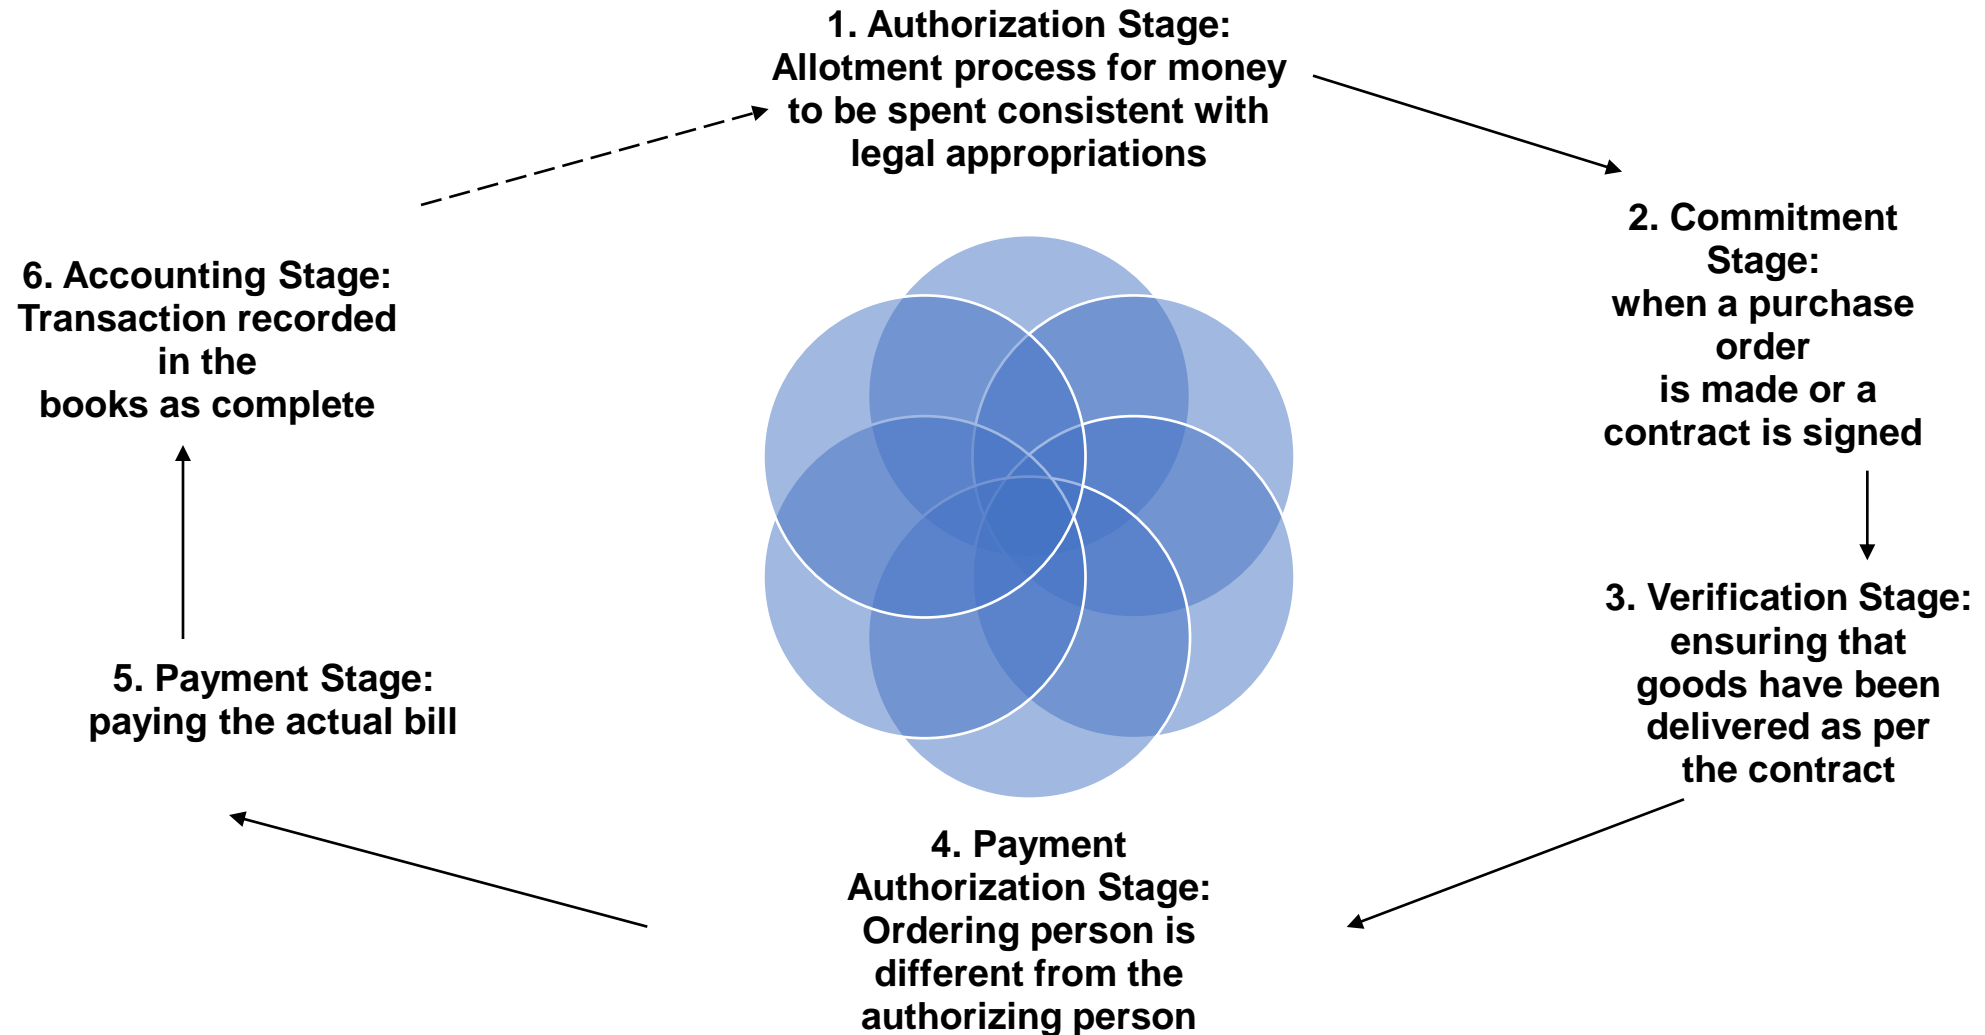 1. Authorization Stage:
Allotment process for money
to be spent consistent with
legal appropriations
2. Commitment
Stage:
when a purchase
order
is made or a
contract is signed
3. Verification Stage:
ensuring that
goods have been
delivered as per
the contract
4. Payment
Authorization Stage:
Ordering person is
different from the
authorizing person
5. Payment Stage:
paying the actual bill
6. Accounting Stage:
Transaction recorded
in the
books as complete